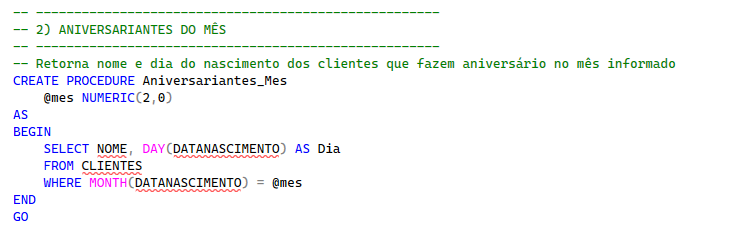 -- -----------------------------------------------------
-- 2) ANIVERSARIANTES DO MÊS
-- -----------------------------------------------------
-- Retorna nome e dia do nascimento dos clientes que fazem aniversário no mês informado
CREATE PROCEDURE Aniversariantes_Mes
    @mes NUMERIC(2,0)
AS
BEGIN
    SELECT NOME, DAY(DATANASCIMENTO) AS Dia
    FROM CLIENTES
    WHERE MONTH(DATANASCIMENTO) = @mes
END
GO